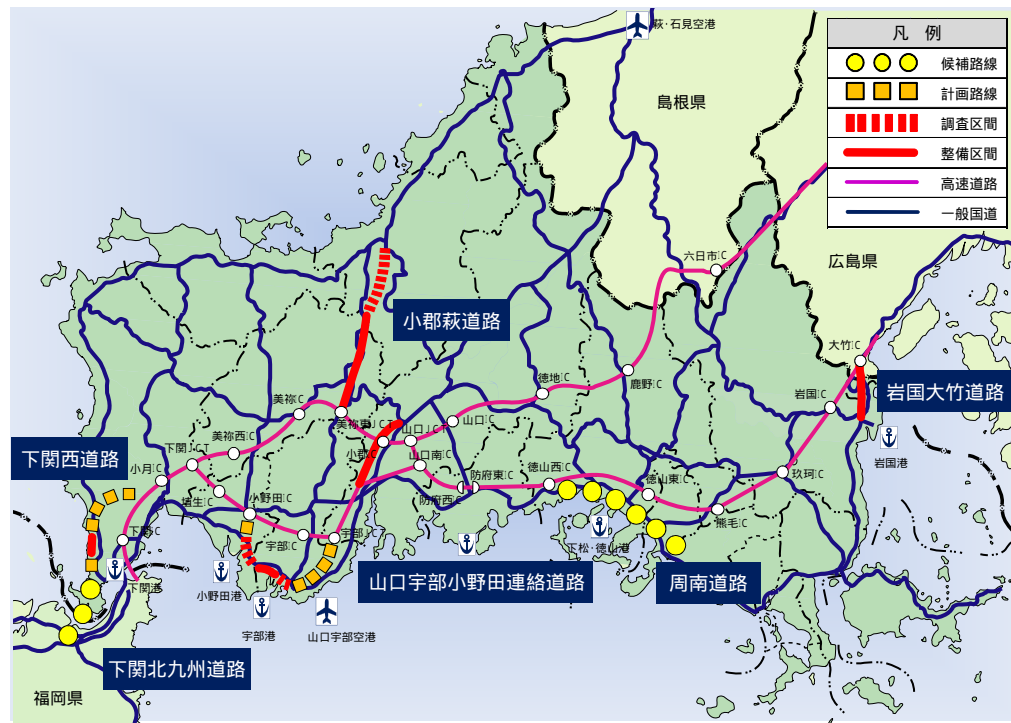 萩・石見空港
凡 例
候補路線
計画路線
調査区間
整備区間
高速道路
一般国道
島根県
六日市IC
広島県
小郡萩道路
大竹IC
鹿野IC
徳地IC
岩国IC
岩国大竹道路
美祢IC
美祢東JCT
山口JCT
山口IC
下関西道路
美祢西IC
小郡IC
岩国港
下関JCT
小月IC
山口南IC
防府東IC
徳山西IC
徳山東IC
玖珂IC
埴生IC
小野田IC
防府西IC
熊毛IC
下関IC
宇部IC
宇部JCT
下松・徳山港
下関港
小野田港
山口宇部小野田連絡道路
周南道路
宇部港
山口宇部空港
下関北九州道路
福岡県